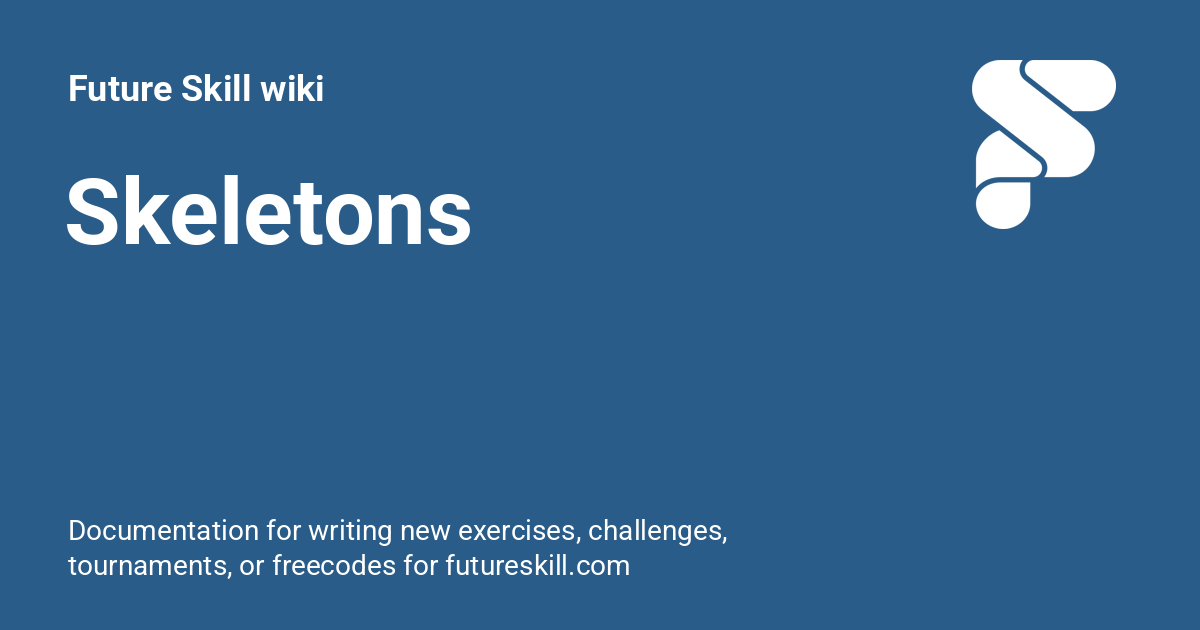 Future Skill wiki
Skeletons
Documentation for writing new exercises, challenges,
tournaments, or freecodes for futureskill.com